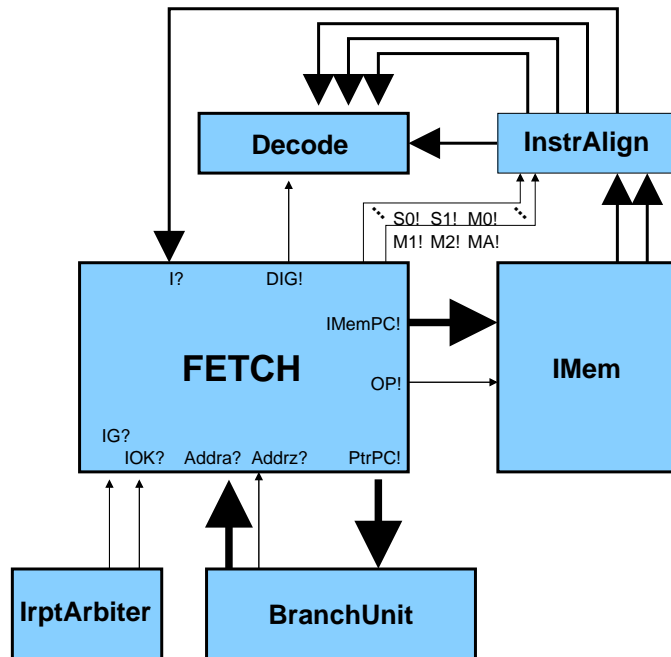 Decode
InstrAlign
S0! S1! M0!
M1! M2! MA!
I?
DIG!
IMemPC!
FETCH
IMem
OP!
IG?
IOK?
Addra?
Addrz?
PtrPC!
IrptArbiter
BranchUnit